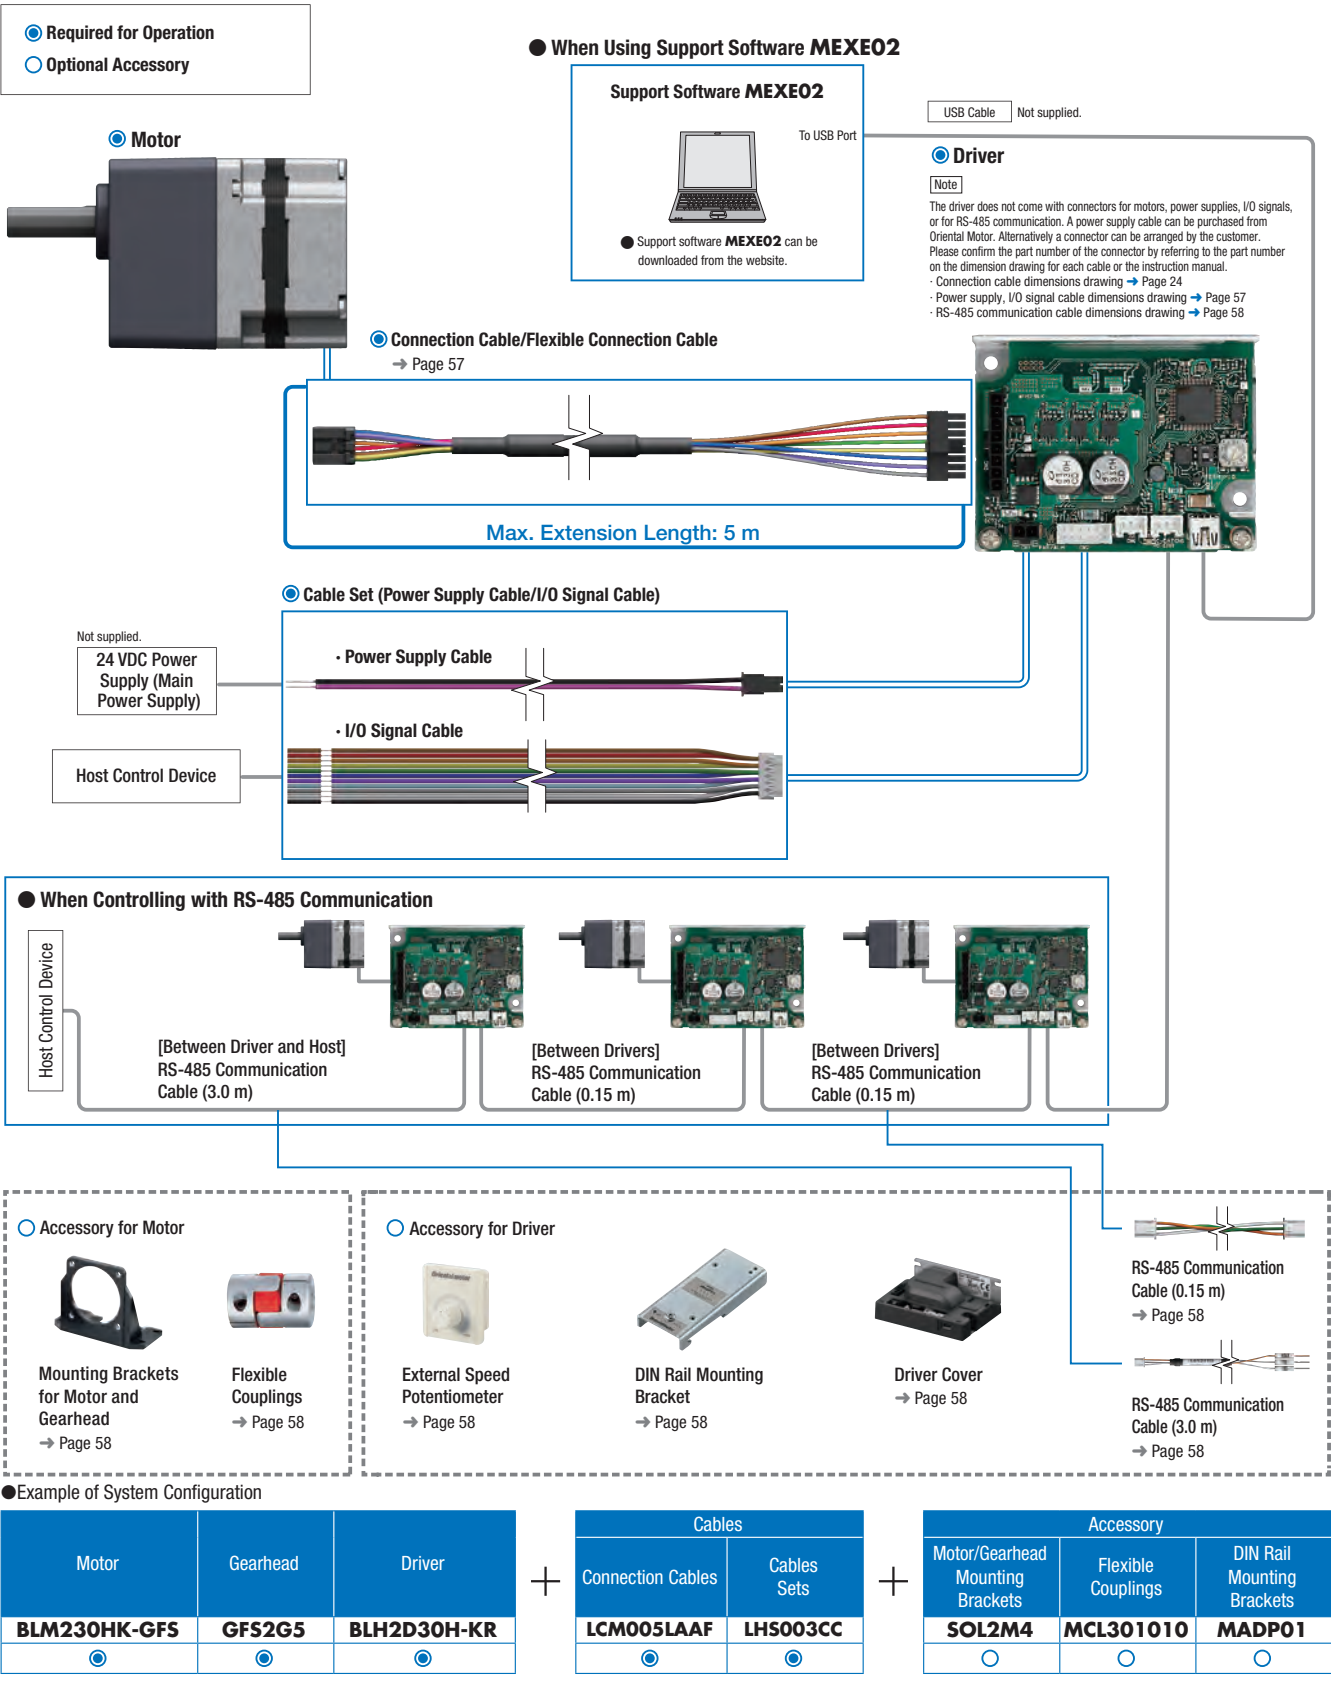 Required for Operation
Optional Accessory
● When Using Support Software MEXE02
Support Software MEXE02
To USB Port
● Support software MEXE02 can be
downloaded from the website.
USB Cable Not supplied.
Motor
Driver
Note
The driver does not come with connectors for motors, power supplies, I/O signals,
or for RS-485 communication. A power supply cable can be purchased from
Oriental Motor. Alternatively a connector can be arranged by the customer.
Please confirm the part number of the connector by referring to the part number
on the dimension drawing for each cable or the instruction manual.
· Connection cable dimensions drawing → Page 24
· Power supply, I/O signal cable dimensions drawing → Page 57
· RS-485 communication cable dimensions drawing → Page 58
Connection Cable/Flexible Connection Cable
→ Page 57
Max. Extension Length: 5 m
Cable Set (Power Supply Cable/I/O Signal Cable)
Not supplied.
24 VDC Power
Supply (Main
Power Supply)
· Power Supply Cable
· I/O Signal Cable
Host Control Device
● When Controlling with RS-485 Communication
Host Control Device
[Between Driver and Host]
RS-485 Communication
Cable (3.0 m)
[Between Drivers]
RS-485 Communication
Cable (0.15 m)
[Between Drivers]
RS-485 Communication
Cable (0.15 m)
Accessory for Motor
Mounting Brackets
for Motor and
Gearhead
→ Page 58
Flexible
Couplings
→ Page 58
Accessory for Driver
External Speed
Potentiometer
→ Page 58
DIN Rail Mounting
Bracket
→ Page 58
Driver Cover
→ Page 58
RS-485 Communication
Cable (0.15 m)
→ Page 58
RS-485 Communication
Cable (3.0 m)
→ Page 58
●Example of System Configuration
Motor Gearhead Driver
BLM230HK-GFS GFS2G5 BLH2D30H-KR
+
Cables
Connection Cables
Cables
Sets
LCM005LAAF LHS003CC
+
Accessory
Motor/Gearhead
Mounting
Brackets
Flexible
Couplings
DIN Rail
Mounting
Brackets
SOL2M4 MCL301010 MADP01